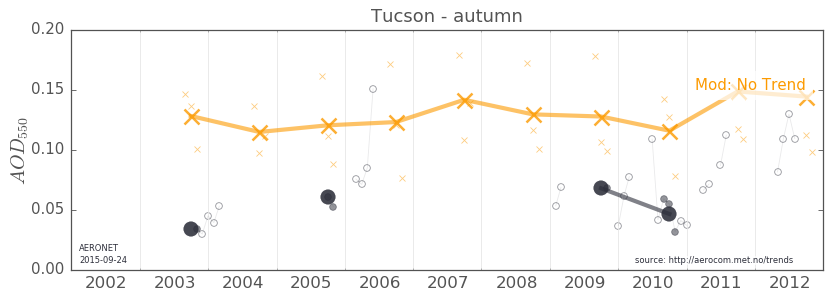 Tucson - autumn
0.20
0.15
0.10
0.05
0.00
AOD550
Mod: No Trend
AERONET
2015-09-24
source: http://aerocom.met.no/trends
2002 2003 2004 2005 2006 2007 2008 2009 2010 2011 2012